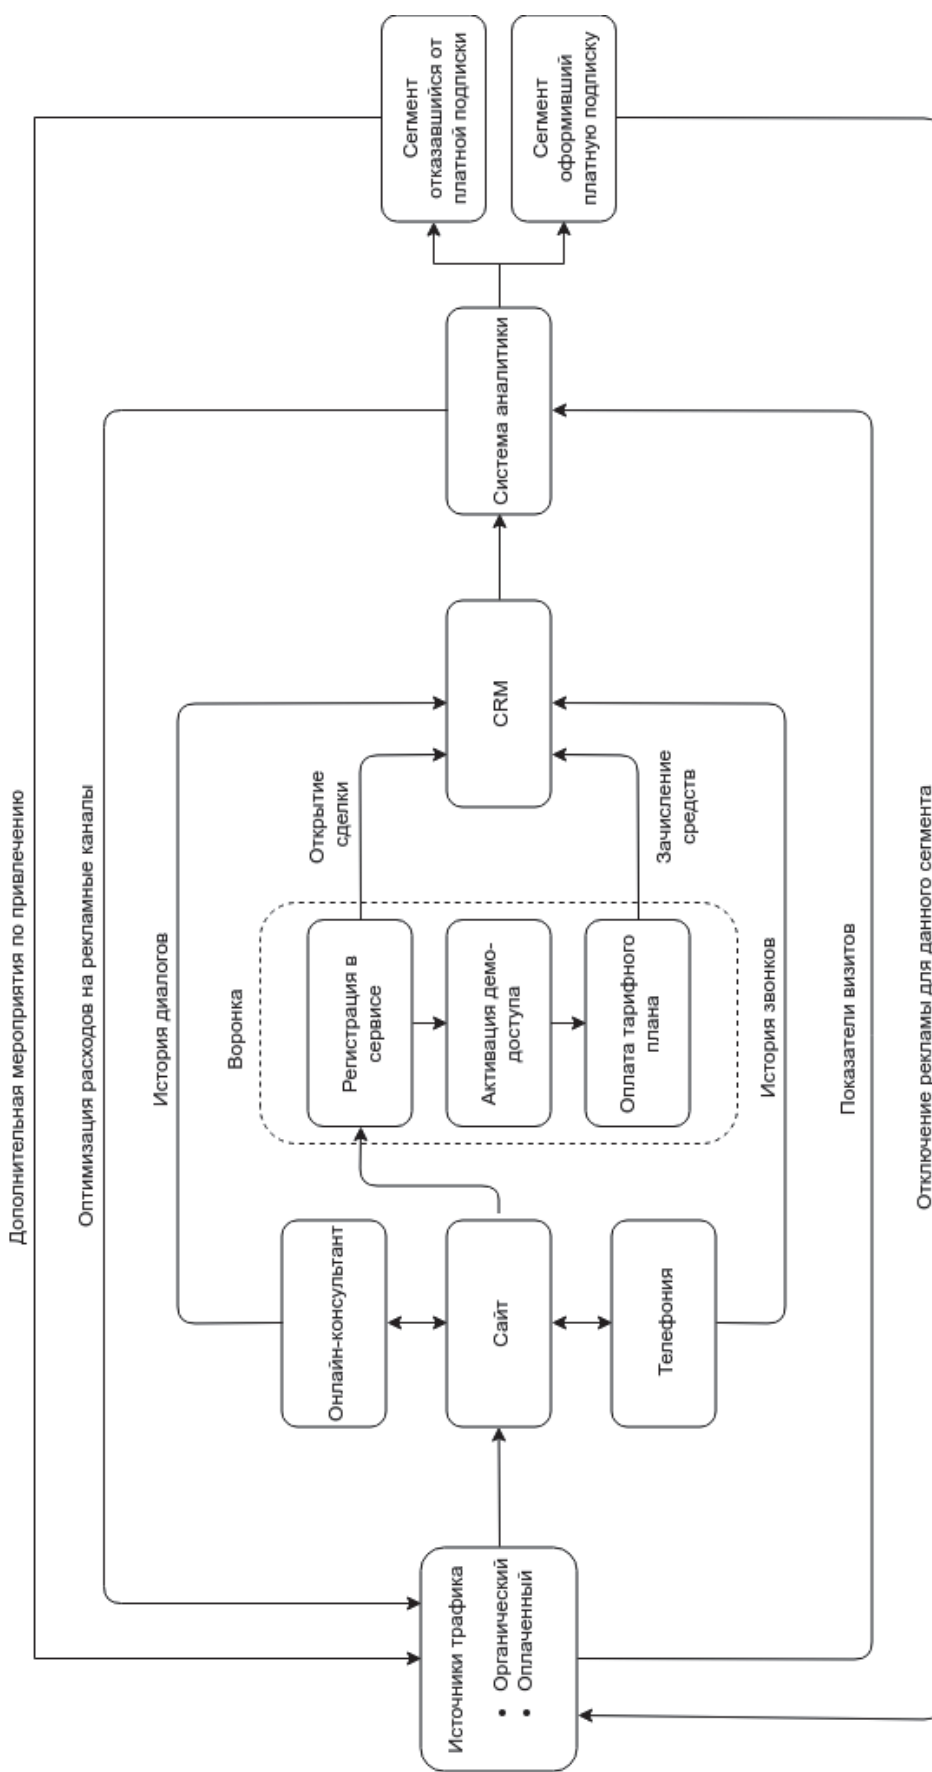 Дополнительная мероприятия по привлечению
Оптимизация расходов на рекламные каналы
История диалогов
Воронка
Открытие
сделки
Онлайн-консультант
Регистрация в
сервисе
Сегмент
отказавшийся от
платной подписки
Источники трафика
• Органический
• Оплаченный
Сайт
Активация демо-
доступа
CRM
Система аналитики
Сегмент
оформивший
платную подписку
Телефония
Оплата тарифного
плана
Зачисление
средств
История звонков
Показатели визитов
Отключение рекламы для данного сегмента